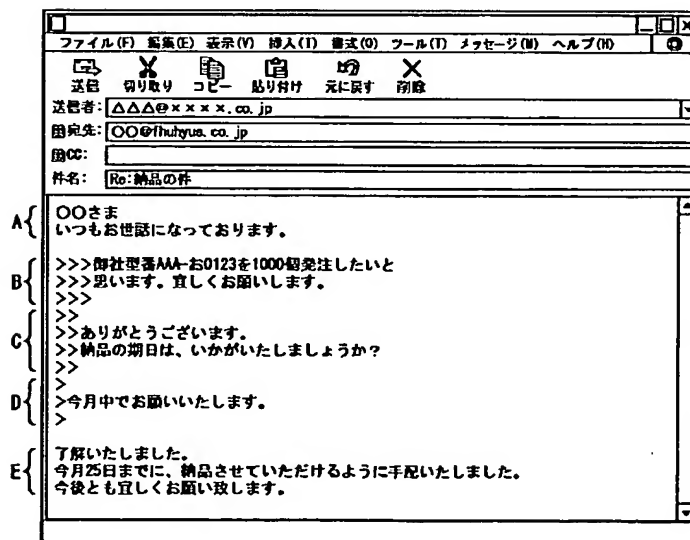 ファイル(F) 編集(E) 表示(V) 挿入(I) 書式(O) ツール(T) メッセージ(M) ヘルプ(H)
送信 切り取り コピー 貼り付け 元に戻す 削除
送信者: △△△@××××.co.jp
宛先: 〇〇@fhuhyus.co.jp
CC:
件名: Re:納品の件
A{
〇〇さま
いつもお世話になっております。
B{
>>>御社型番AAA-お0123を1000個発注したいと
>>>思います。宜しくお願いします。
>>>
C{
>>
>>ありがとうございます。
>>納品の期日は、いかがいたしましょうか?
>>
D{
>
>今月中でお願いいたします。
>
E{
了解いたしました。
今月25日までに、納品させていただけるように手配いたしました。
今後とも宜しくお願い致します。